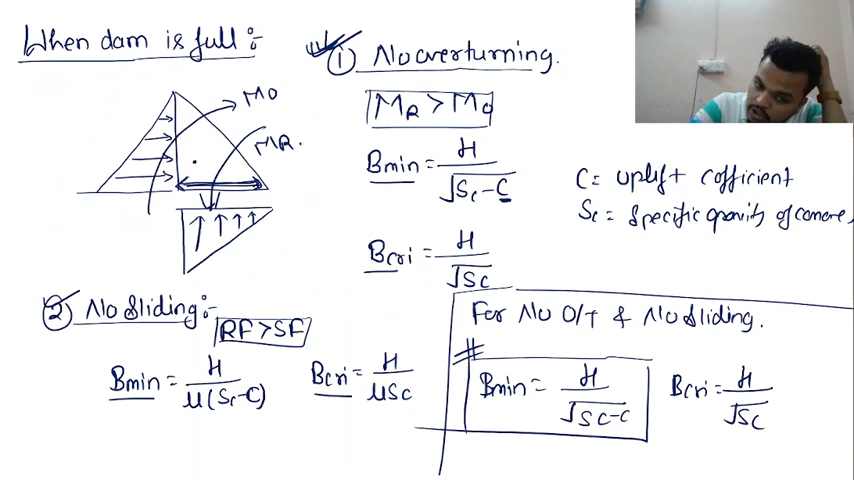 When dam is full :-
① No overturning.
MO
MR > MO
MR.
Bmin = H / √Sc-C
C = uplift cofficient
Sc = Specific gravity of concrete,
Bcri = H / √Sc
② No Sliding :-
RF > SF
For No O/T & No Sliding.
Bmin = H / μ(Sc-C)
Bcri = H / μSc
Bmin = H / √Sc-C
Bcri = H / √Sc